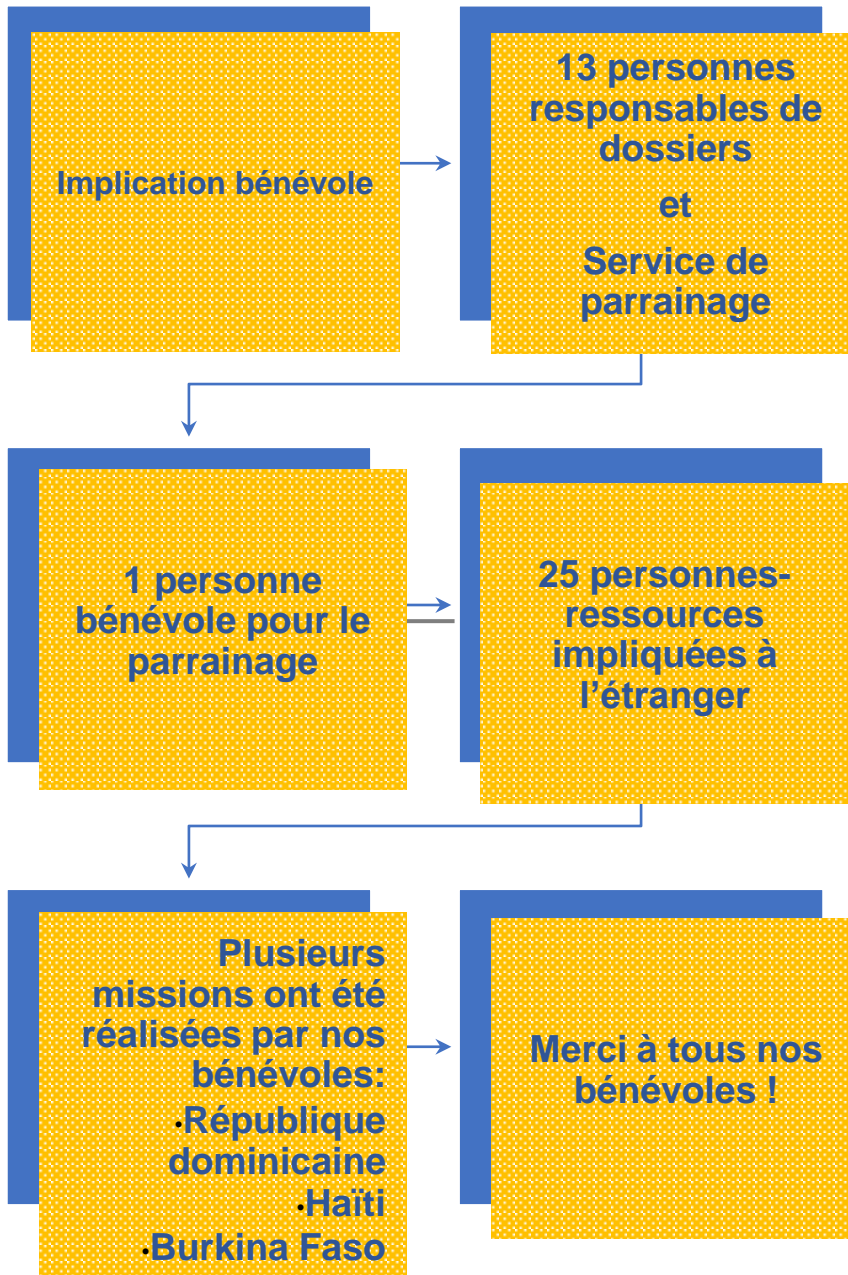 Implication bénévole
13 personnes
responsables de
dossiers
et
Service de
parrainage
1 personne
bénévole pour le
parrainage
25 personnes-
ressources
impliquées à
l’étranger
Plusieurs
missions ont été
réalisées par nos
bénévoles:
•République
dominicaine
•Haïti
•Burkina Faso
Merci à tous nos
bénévoles !